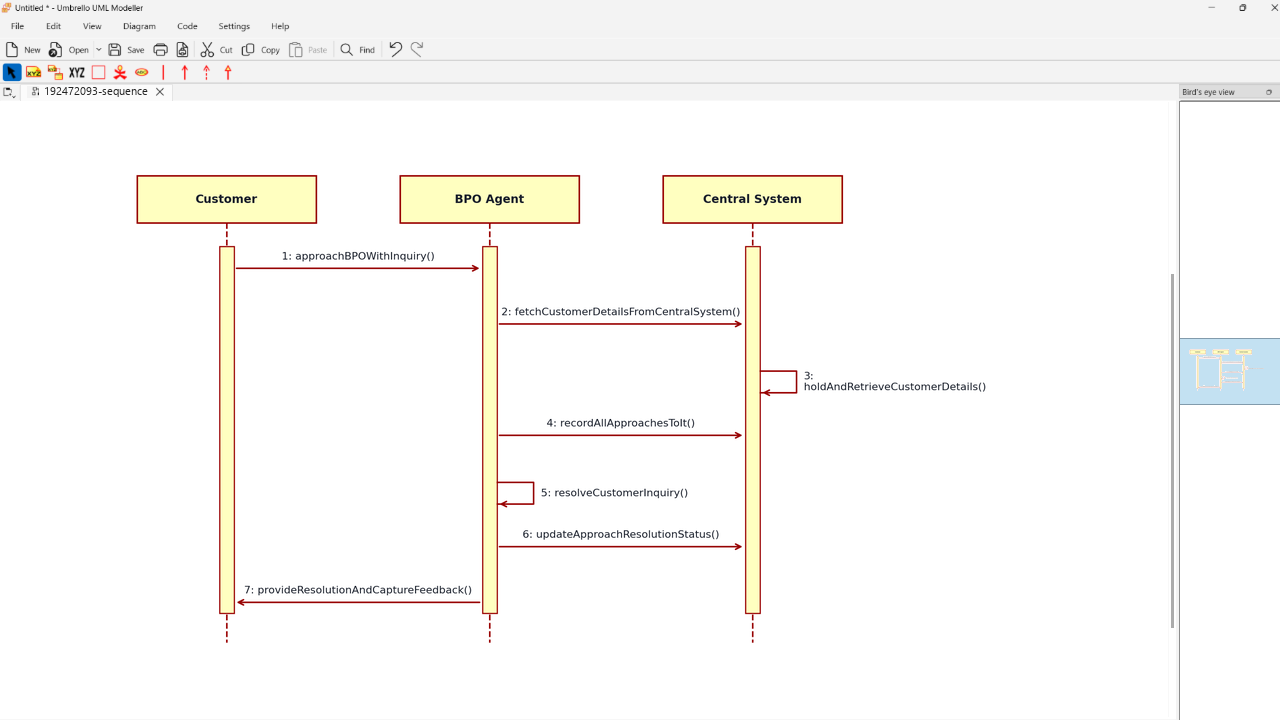 Untitled * - Umbrello UML Modeller
File Edit View Diagram Code Settings Help
New Open Save Cut Copy Paste Find
XYZ
192472093-sequence
Bird's eye view
Customer
BPO Agent
Central System
1: approachBPOWithInquiry()
2: fetchCustomerDetailsFromCentralSystem()
3:
holdAndRetrieveCustomerDetails()
4: recordAllApproachesToIt()
5: resolveCustomerInquiry()
6: updateApproachResolutionStatus()
7: provideResolutionAndCaptureFeedback()